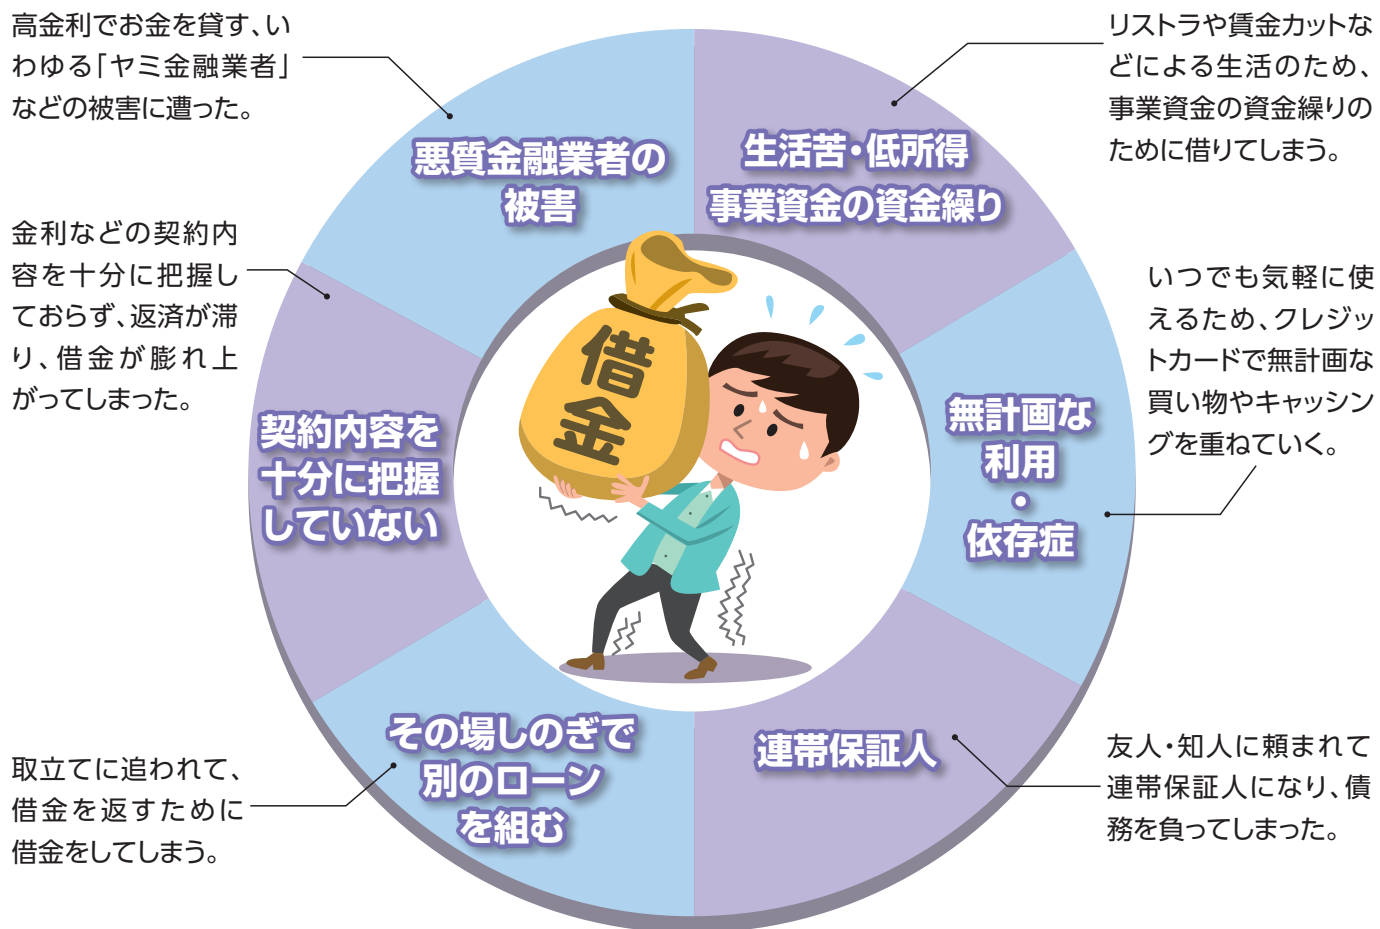 高金利でお金を貸す、い
わゆる「ヤミ金融業者」
などの被害に遭った。
悪質金融業者の
被害
リストラや賃金カットな
どによる生活のため、
事業資金の資金繰りの
ために借りてしまう。
生活苦・低所得
事業資金の資金繰り
いつでも気軽に使
えるため、クレジッ
トカードで無計画な
買い物やキャッシン
グを重ねていく。
無計画な
利用
・
依存症
友人・知人に頼まれて
連帯保証人になり、債
務を負ってしまった。
連帯保証人
取立てに追われて、
借金を返すために
借金をしてしまう。
その場しのぎで
別のローン
を組む
金利などの契約内
容を十分に把握し
ておらず、返済が滞
り、借金が膨れ上
がってしまった。
契約内容を
十分に把握
していない
借
金